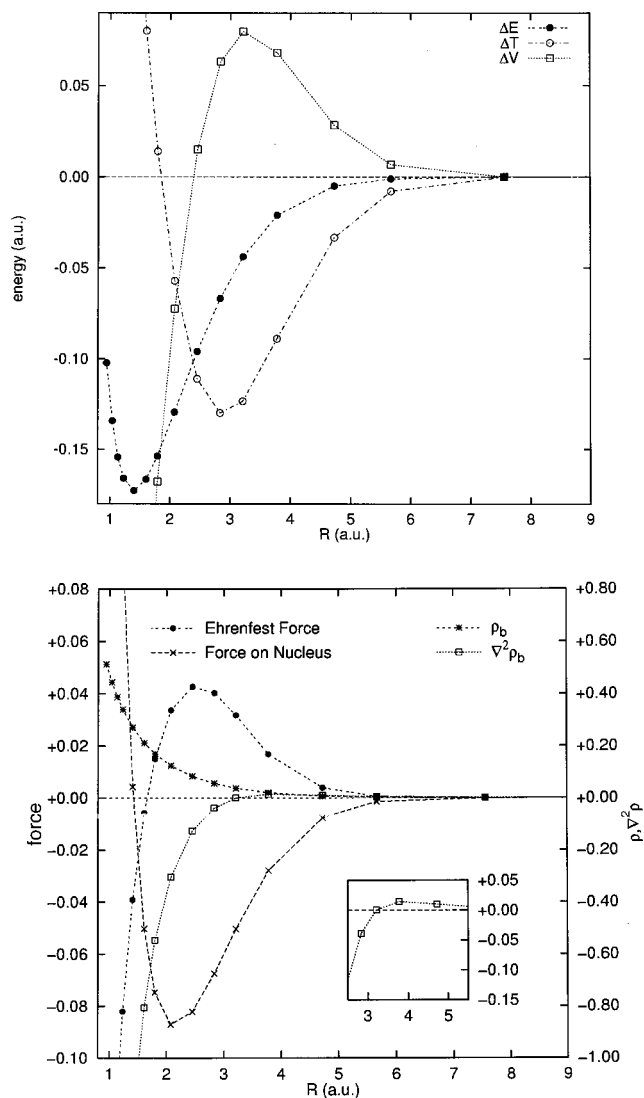 ΔE
ΔT
ΔV
0.05
0.00
-0.05
-0.10
-0.15
energy (a.u.)
1 2 3 4 5 6 7 8 9
R (a.u.)
+0.08
+0.06
+0.04
+0.02
+0.00
−0.02
−0.04
−0.06
−0.08
−0.10
force
Ehrenfest Force
Force on Nucleus
ρb
∇²ρb
+0.80
+0.60
+0.40
+0.20
+0.00
−0.20
−0.40
−0.60
−0.80
−1.00
ρ,∇²ρ
+0.05
+0.00
−0.05
−0.10
−0.15
3 4 5
1 2 3 4 5 6 7 8 9
R (a.u.)